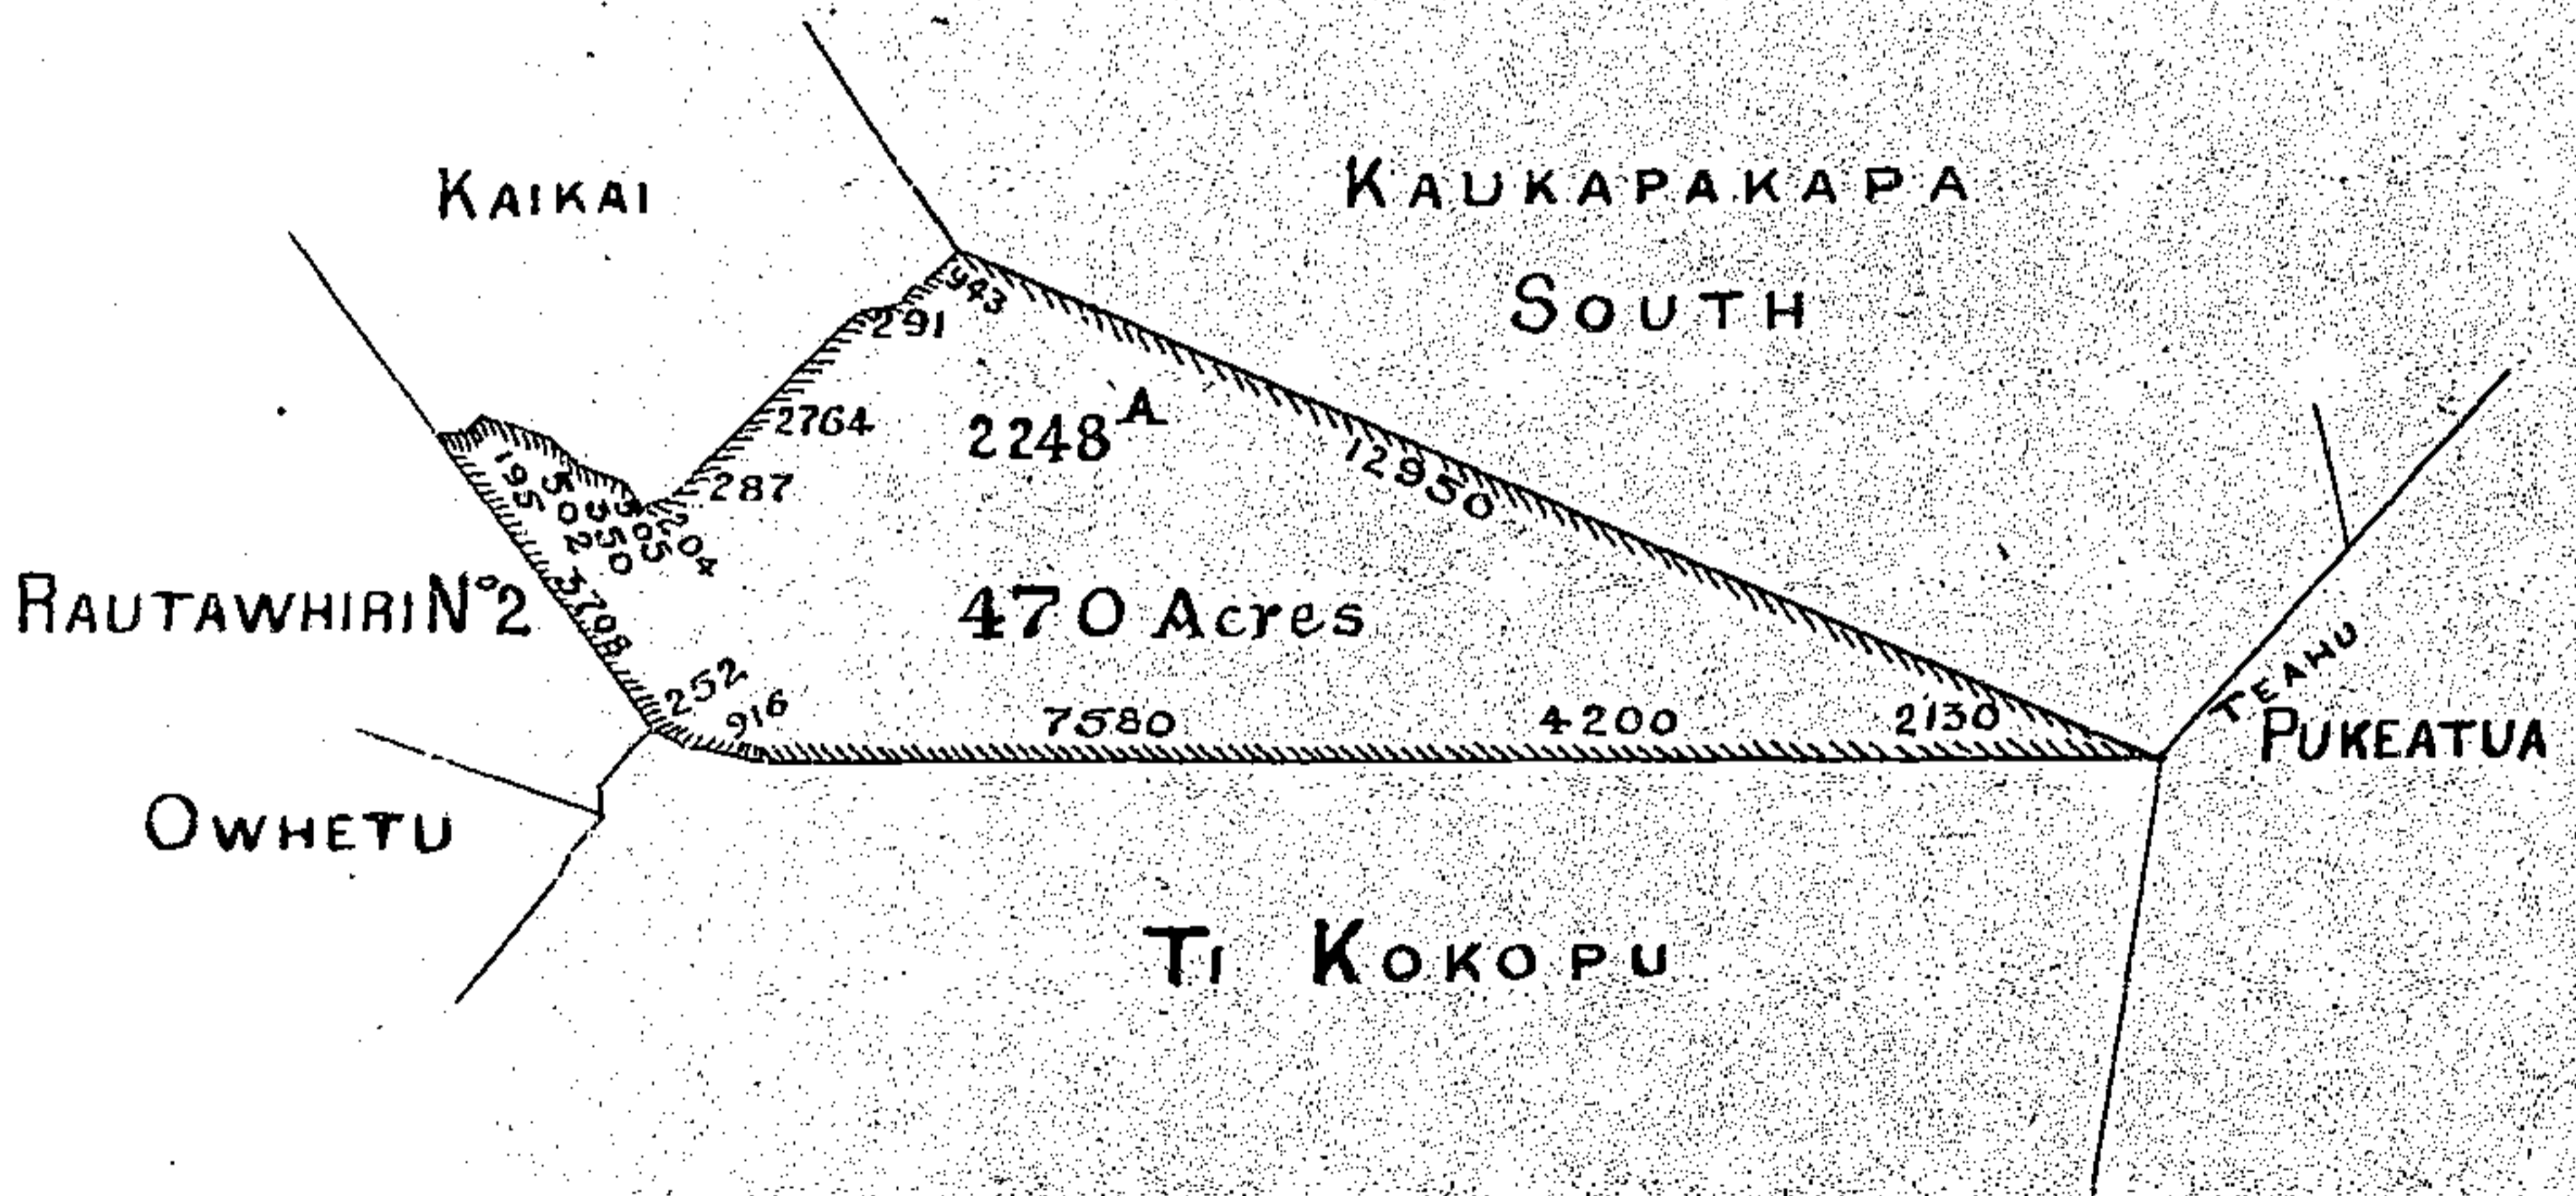 KAIKAI
KAUKAPAKAPA
SOUTH
943
291
2764
2248A
287
12950
195
502
350
305
204
RAUTAWHIRI No 2
3798
470 Acres
252
916
7580
4200
2130
TEAHU
PUKEATUA
OWHETU
TI KOKOPU